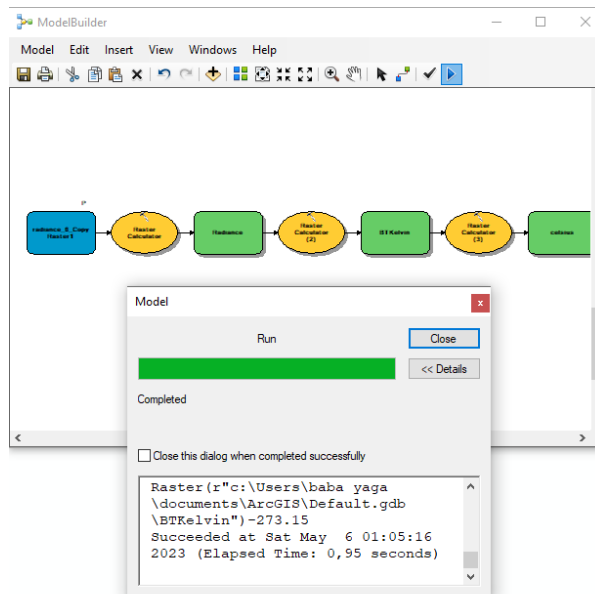 ModelBuilder
Model Edit Insert View Windows Help
radiance_8_Copy
Raster1
Raster
Calculator
Radiance
Raster
Calculator
(2)
BTKelvin
Raster
Calculator
(3)
celsius
Model
Run
Close
<< Details
Completed
Close this dialog when completed successfully
Raster(r"c:\Users\baba yaga
\documents\ArcGIS\Default.gdb
\BTKelvin")-273.15
Succeeded at Sat May 6 01:05:16
2023 (Elapsed Time: 0,95 seconds)